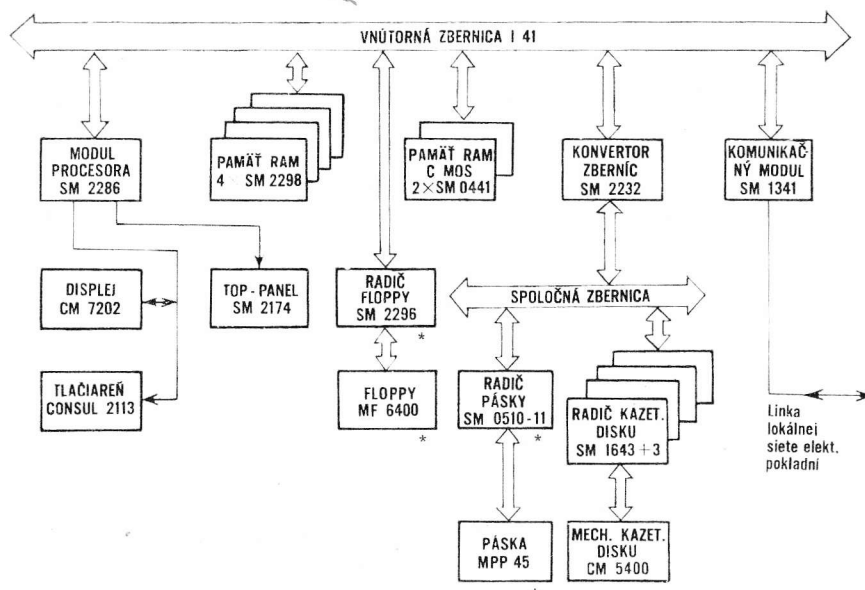 VNÚTORNÁ ZBERNICA I 41
MODUL
PROCESORA
SM 2286
PAMÄŤ RAM
4 SM 2298
PAMÄŤ RAM
C MOS
2×SM 0441
KONVERTOR
ZBERNÍC
SM 2232
KOMUNIKAČ-
NÝ MODUL
SM 1341
DISPLEJ
CM 7202
TOP - PANEL
SM 2174
RADIČ
FLOPPY
SM 2296
*
SPOLOČNÁ ZBERNICA
TLAČIAREŇ
CONSUL 2113
FLOPPY
MF 6400
*
RADIČ
PÁSKY
SM 0510-11
*
RADIČ KAZET.
DISKU
SM 1643 + 3
Linka
lokálnej
siete elekt.
pokladní
PÁSKA
MPP 45
MECH. KAZET.
DISKU
CM 5400